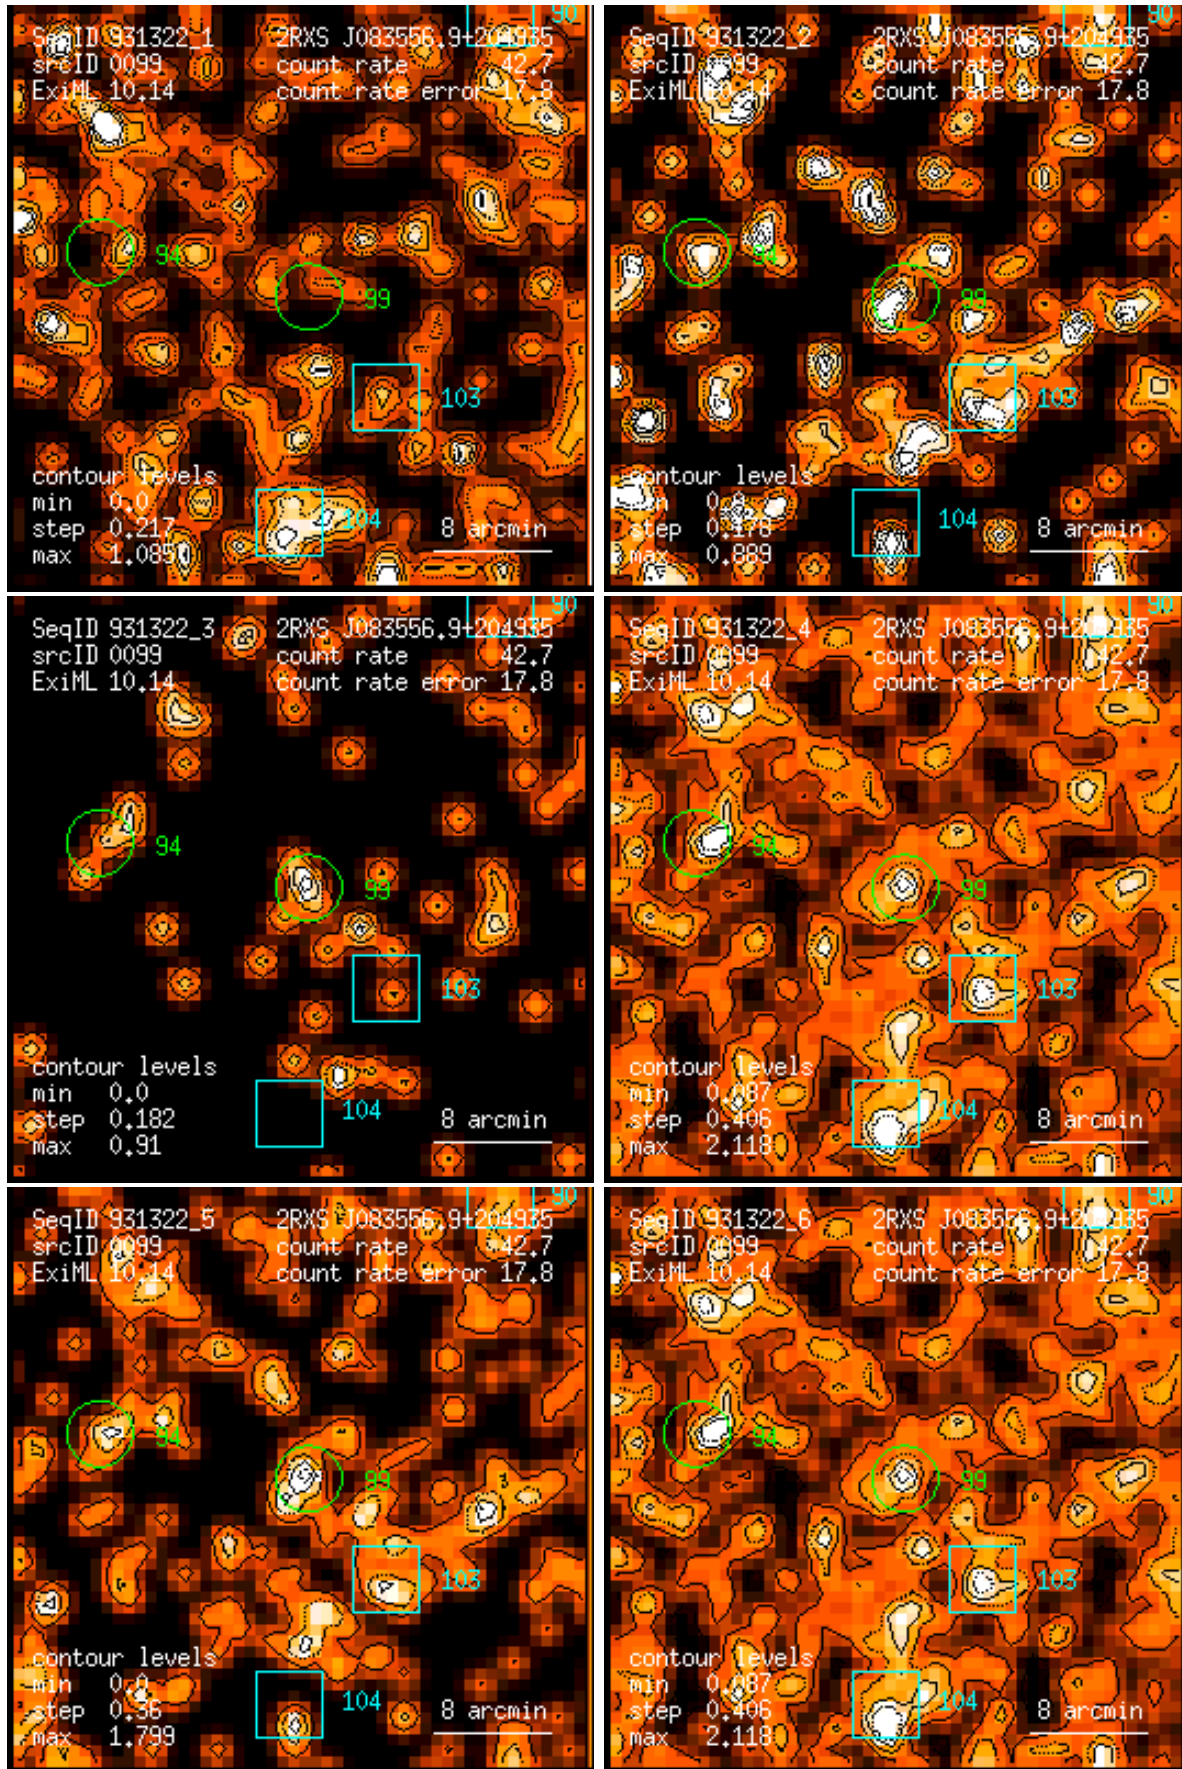 90
SeqID 931322_1 2RXS J083556.9+204935
srcID 0099 count rate 42.7
ExiML 10.14 count rate error 17.8
94
99
103
contour levels
min 0.0
step 0.217 104 8 arcmin
max 1.085
90
SeqID 931322_2 2RXS J083556.9+204935
srcID 0099 count rate 42.7
ExiML 10.14 count rate error 17.8
94
99
103
contour levels
min 0.0
step 0.178 104 8 arcmin
max 0.889
90
SeqID 931322_3 2RXS J083556.9+204935
srcID 0099 count rate 42.7
ExiML 10.14 count rate error 17.8
94
99
103
contour levels
min 0.0
step 0.182 104 8 arcmin
max 0.91
90
SeqID 931322_4 2RXS J083556.9+204935
srcID 0099 count rate 42.7
ExiML 10.14 count rate error 17.8
94
99
103
contour levels
min 0.087
step 0.406 104 8 arcmin
max 2.118
90
SeqID 931322_5 2RXS J083556.9+204935
srcID 0099 count rate 42.7
ExiML 10.14 count rate error 17.8
94
99
103
contour levels
min 0.0
step 0.36 104 8 arcmin
max 1.799
90
SeqID 931322_6 2RXS J083556.9+204935
srcID 0099 count rate 42.7
ExiML 10.14 count rate error 17.8
94
99
103
contour levels
min 0.087
step 0.406 104 8 arcmin
max 2.118